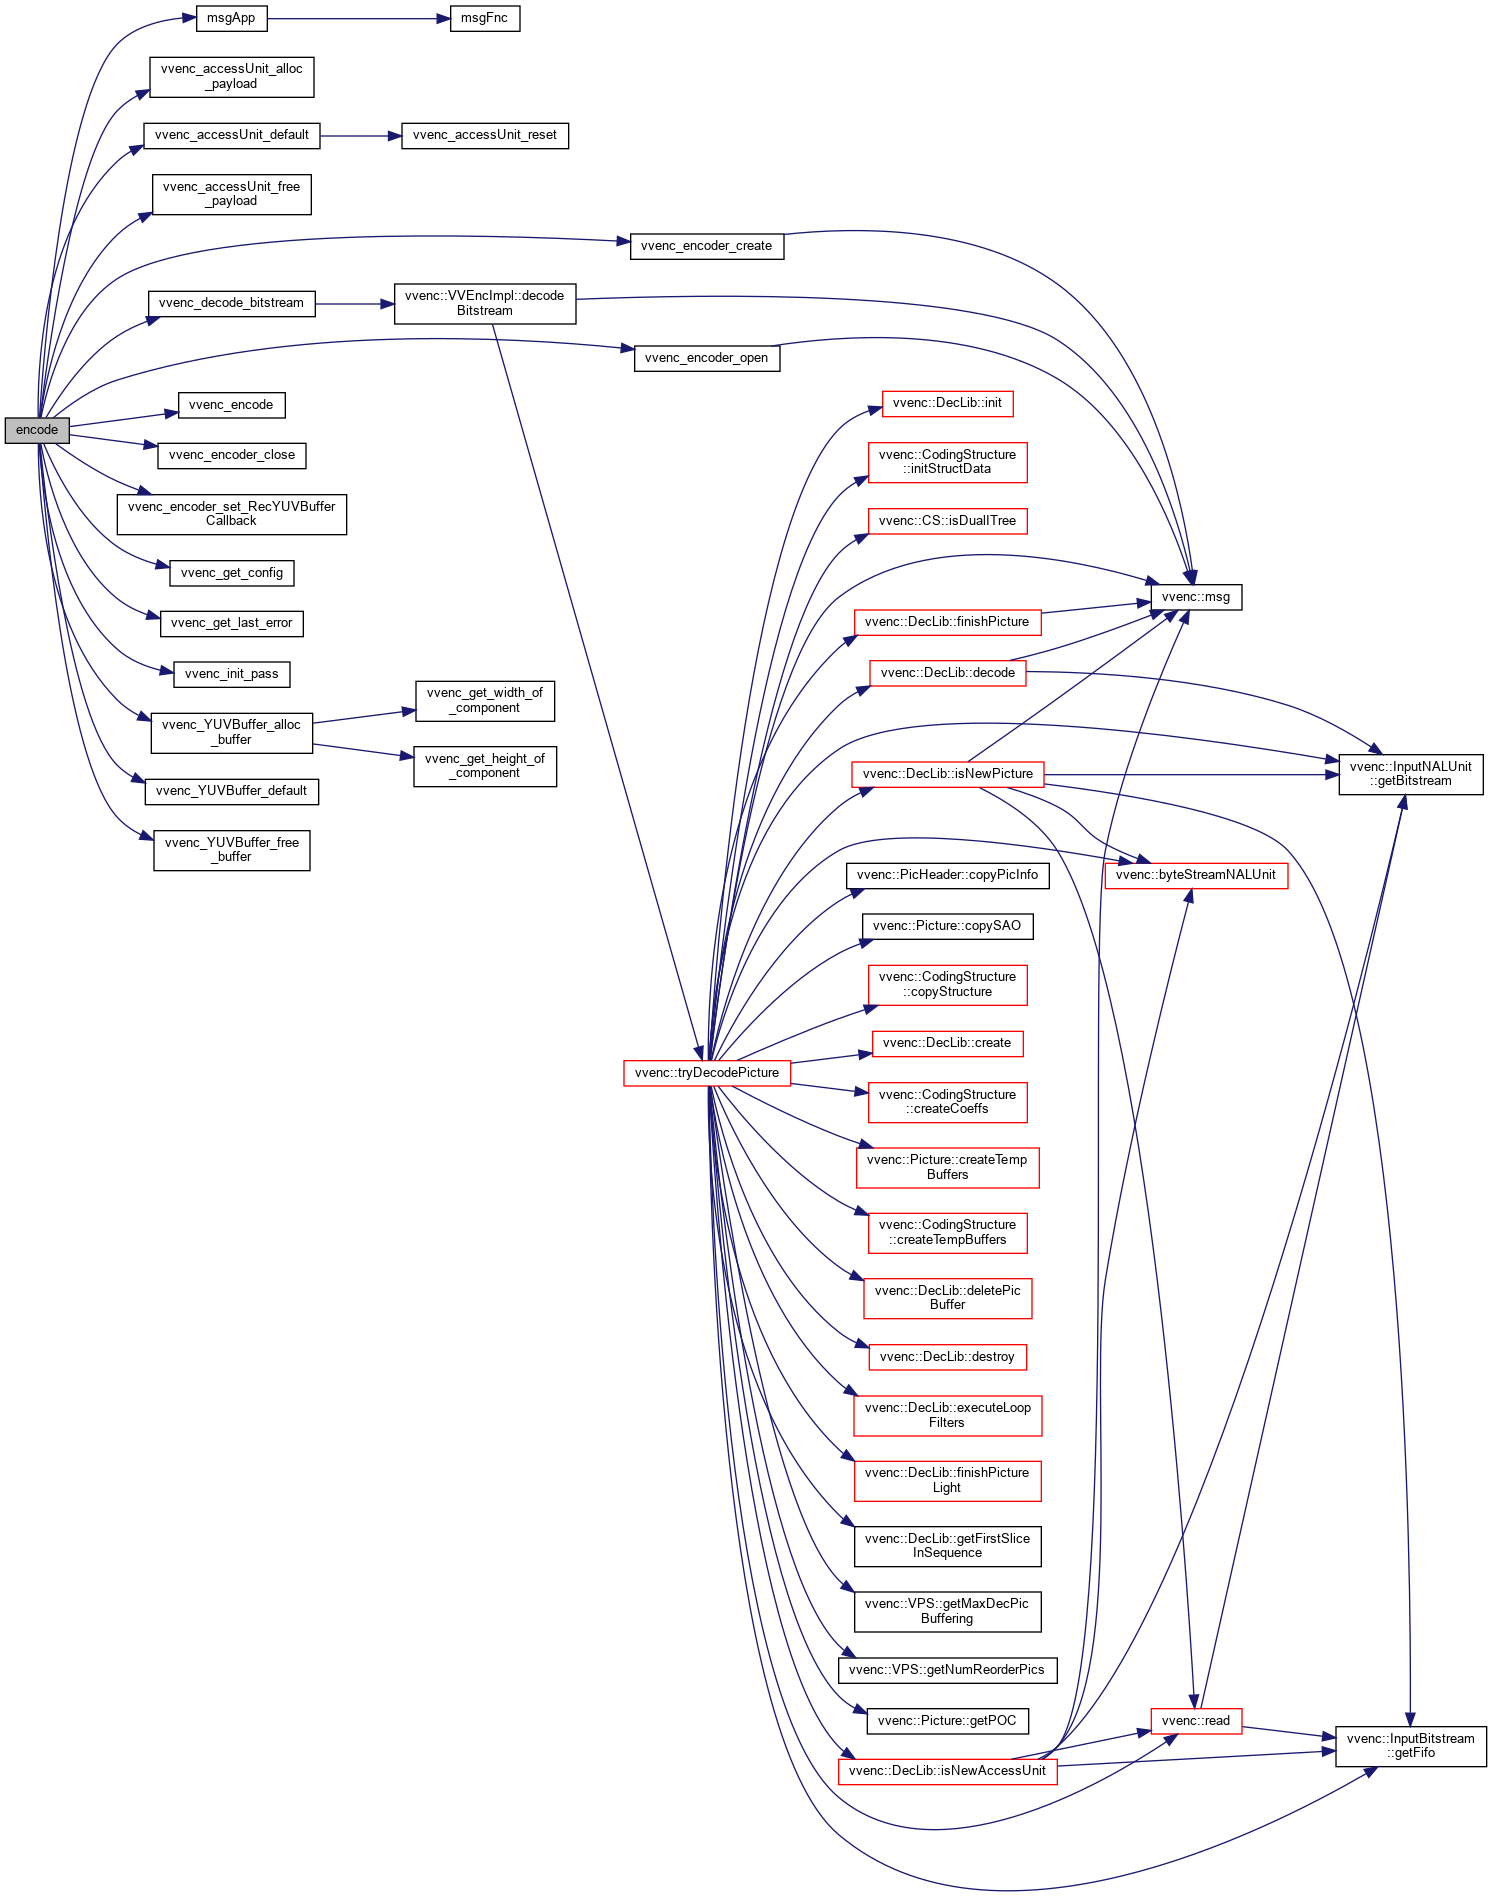 encode
msgApp
msgFnc
vvenc_accessUnit_alloc
_payload
vvenc_accessUnit_default
vvenc_accessUnit_reset
vvenc_accessUnit_free
_payload
vvenc_encoder_create
vvenc_decode_bitstream
vvenc::VVEncImpl::decode
Bitstream
vvenc_encoder_open
vvenc_encode
vvenc_encoder_close
vvenc_encoder_set_RecYUVBuffer
Callback
vvenc_get_config
vvenc_get_last_error
vvenc_init_pass
vvenc_YUVBuffer_alloc
_buffer
vvenc_get_width_of
_component
vvenc_get_height_of
_component
vvenc_YUVBuffer_default
vvenc_YUVBuffer_free
_buffer
vvenc::tryDecodePicture
vvenc::DecLib::init
vvenc::CodingStructure
::initStructData
vvenc::CS::isDualITree
vvenc::msg
vvenc::DecLib::finishPicture
vvenc::DecLib::decode
vvenc::InputNALUnit
::getBitstream
vvenc::DecLib::isNewPicture
vvenc::byteStreamNALUnit
vvenc::PicHeader::copyPicInfo
vvenc::Picture::copySAO
vvenc::CodingStructure
::copyStructure
vvenc::DecLib::create
vvenc::CodingStructure
::createCoeffs
vvenc::Picture::createTemp
Buffers
vvenc::CodingStructure
::createTempBuffers
vvenc::DecLib::deletePic
Buffer
vvenc::DecLib::destroy
vvenc::DecLib::executeLoop
Filters
vvenc::DecLib::finishPicture
Light
vvenc::DecLib::getFirstSlice
InSequence
vvenc::VPS::getMaxDecPic
Buffering
vvenc::VPS::getNumReorderPics
vvenc::Picture::getPOC
vvenc::DecLib::isNewAccessUnit
vvenc::read
vvenc::InputBitstream
::getFifo